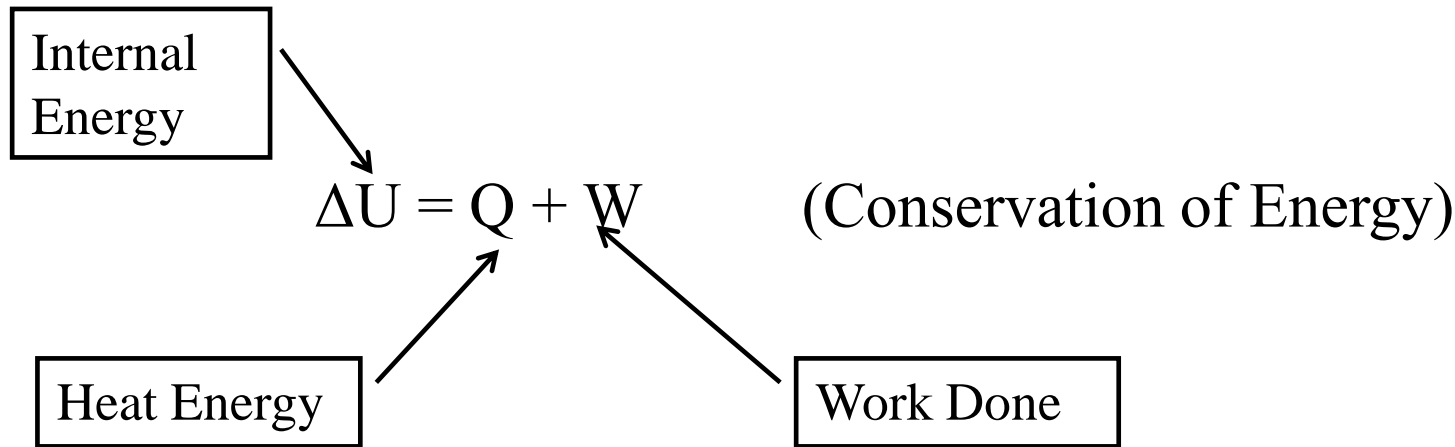 Internal
Energy
ΔU = Q + W (Conservation of Energy)
Heat Energy
Work Done